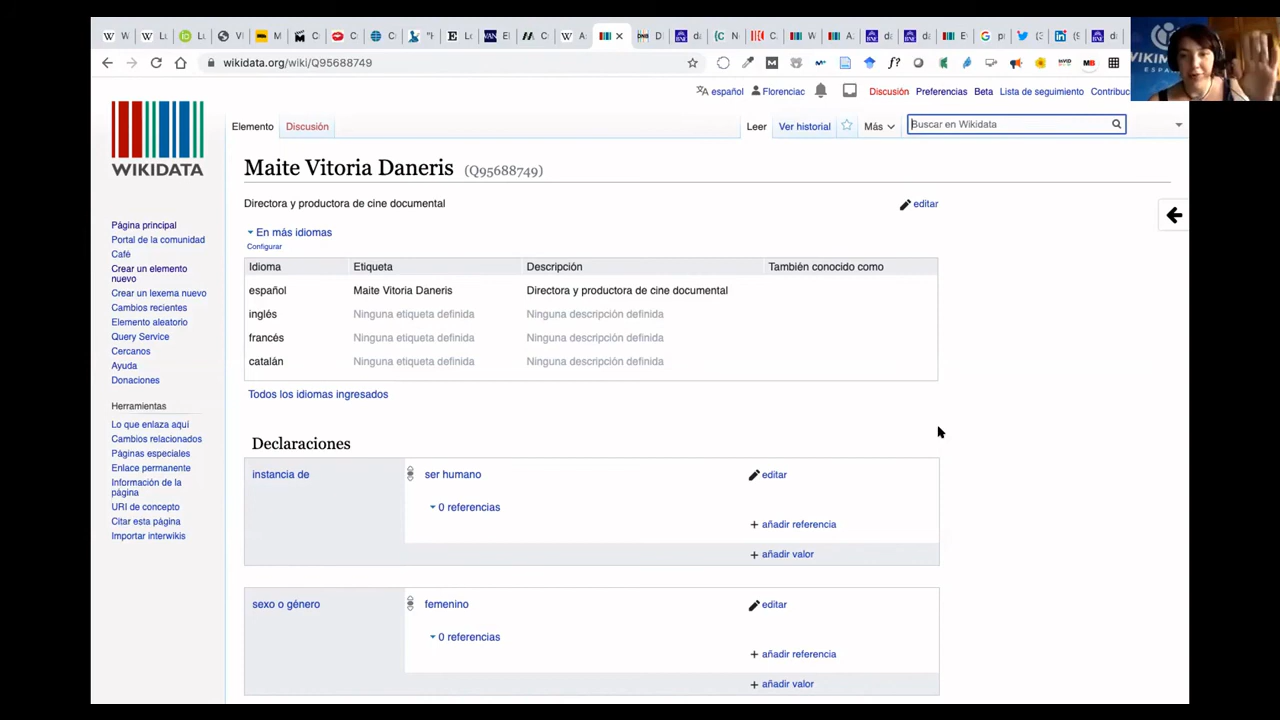 wikidata.org/wiki/Q95688749
WIKIM
ESPAÑ
español
Florenciac
Discusión
Preferencias
Beta
Lista de seguimiento
Contribuc
Elemento
Discusión
Leer
Ver historial
Más
Buscar en Wikidata
WIKIDATA
Maite Vitoria Daneris (Q95688749)
Directora y productora de cine documental
editar
En más idiomas
Configurar
Idioma Etiqueta Descripción También conocido como
español Maite Vitoria Daneris Directora y productora de cine documental
inglés Ninguna etiqueta definida Ninguna descripción definida
francés Ninguna etiqueta definida Ninguna descripción definida
catalán Ninguna etiqueta definida Ninguna descripción definida
Todos los idiomas ingresados
Página principal
Portal de la comunidad
Café
Crear un elemento
nuevo
Crear un lexema nuevo
Cambios recientes
Elemento aleatorio
Query Service
Cercanos
Ayuda
Donaciones
Herramientas
Lo que enlaza aquí
Cambios relacionados
Páginas especiales
Enlace permanente
Información de la
página
URI de concepto
Citar esta página
Importar interwikis
Declaraciones
instancia de
ser humano
editar
0 referencias
+ añadir referencia
+ añadir valor
sexo o género
femenino
editar
0 referencias
+ añadir referencia
+ añadir valor